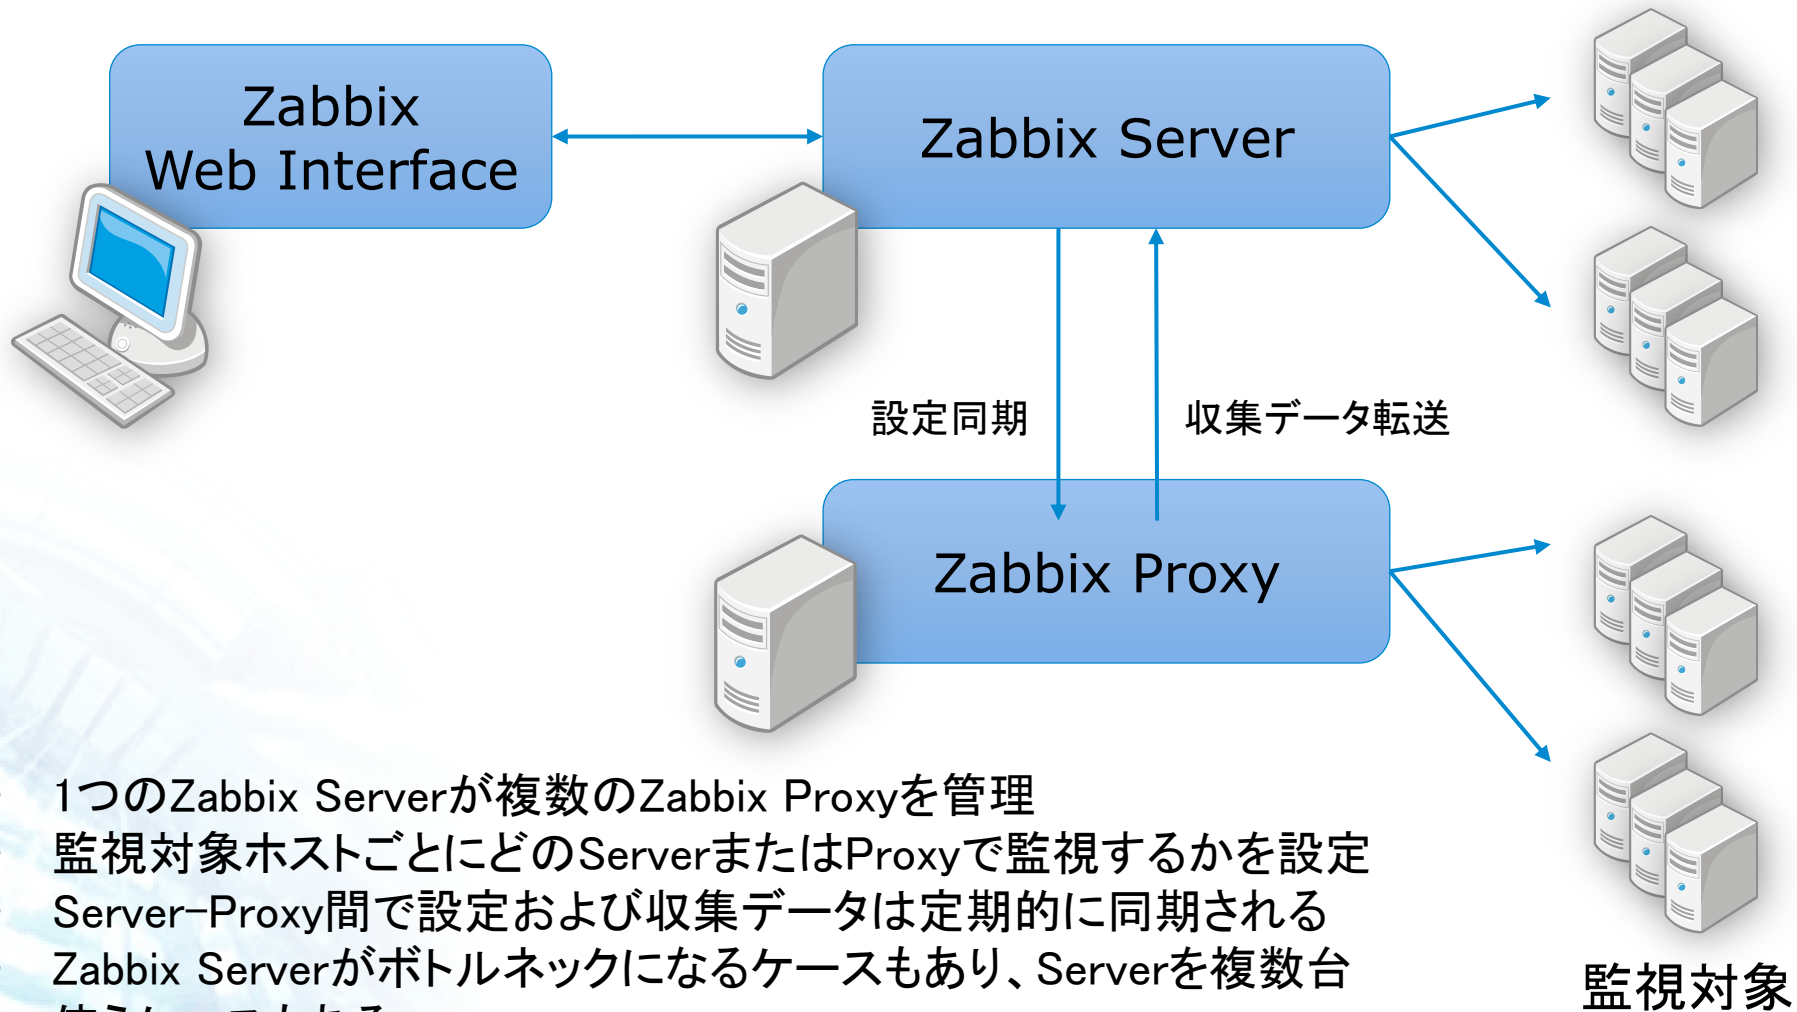 Zabbix
Web Interface
Zabbix Server
設定同期
収集データ転送
Zabbix Proxy
1つのZabbix Serverが複数のZabbix Proxyを管理
監視対象ホストごとにどのServerまたはProxyで監視するかを設定
Server-Proxy間で設定および収集データは定期的に同期される
Zabbix Serverがボトルネックになるケースもあり、Serverを複数台
監視対象